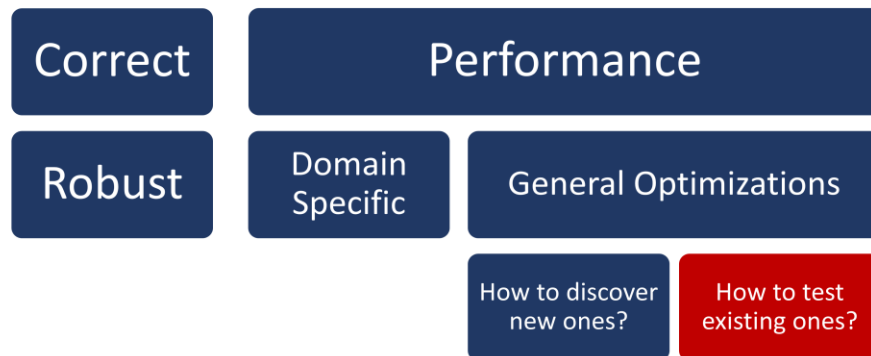 Correct
Performance
Robust
Domain
Specific
General Optimizations
How to discover
new ones?
How to test
existing ones?